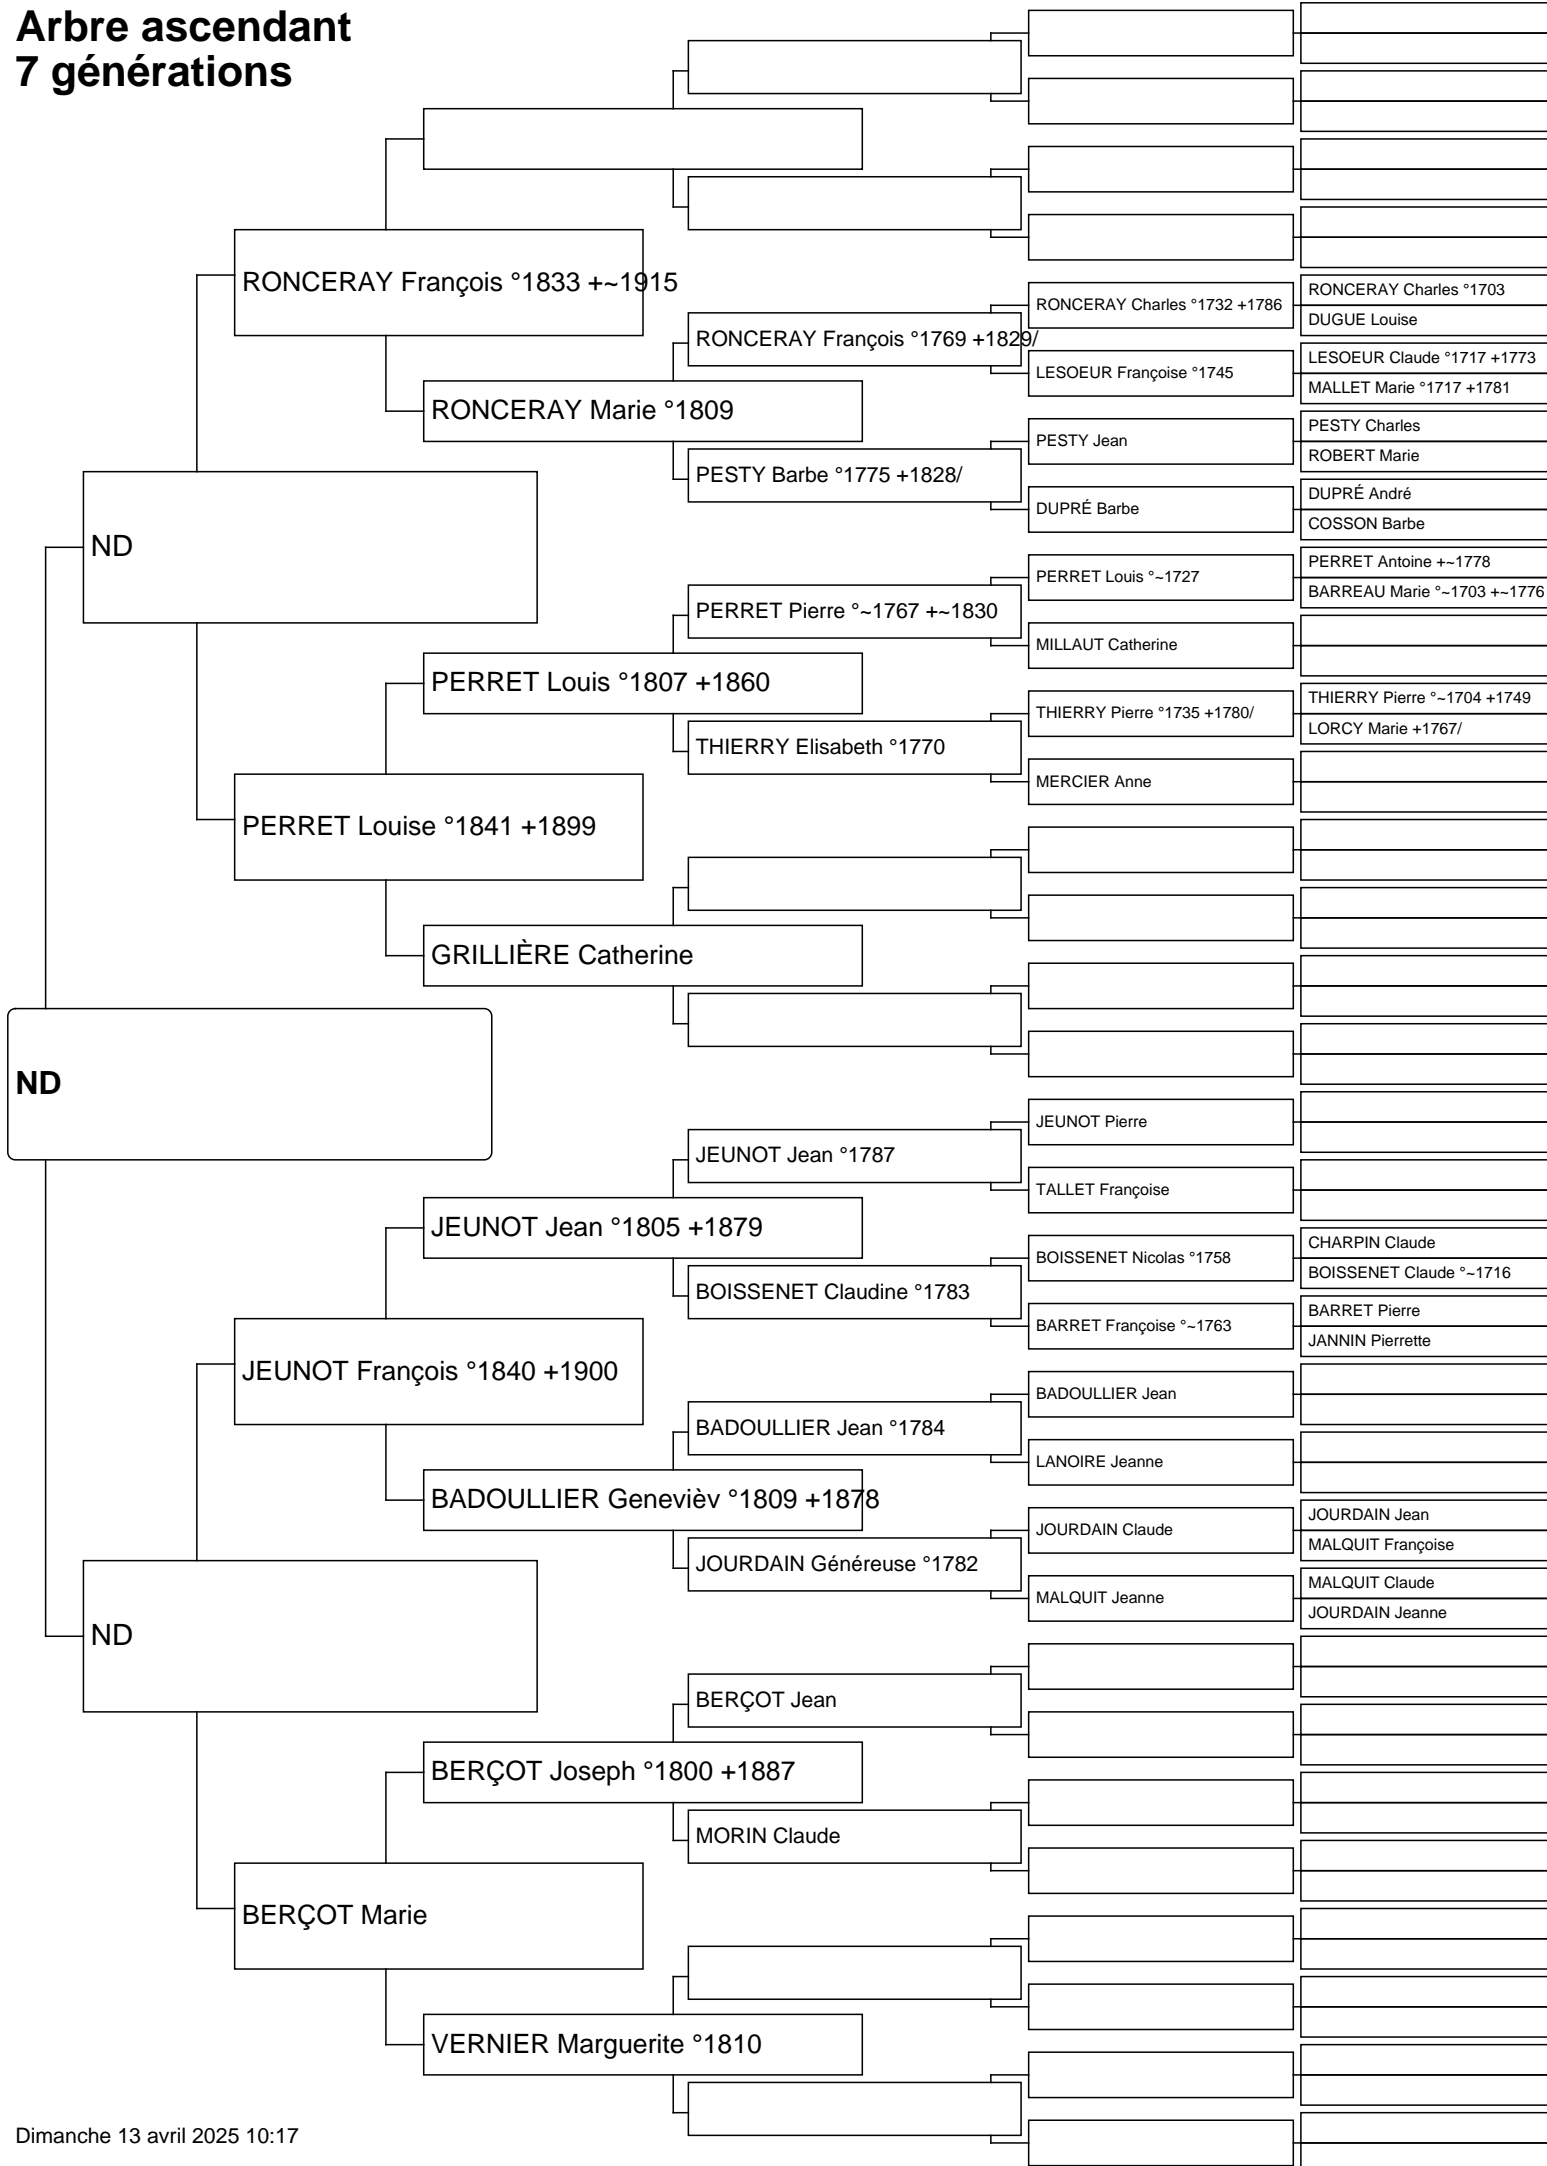 Arbre ascendant
7 générations
RONCERAY François °1833 +~1915
RONCERAY Charles °1703
RONCERAY Charles °1732 +1786
DUGUE Louise
RONCERAY François °1769 +1829/
LESOEUR Claude °1717 +1773
LESOEUR Françoise °1745
MALLET Marie °1717 +1781
RONCERAY Marie °1809
PESTY Charles
PESTY Jean
ROBERT Marie
PESTY Barbe °1775 +1828/
DUPRÉ André
DUPRÉ Barbe
COSSON Barbe
ND
PERRET Antoine +~1778
PERRET Louis °~1727
BARREAU Marie °~1703 +~1776
PERRET Pierre °~1767 +~1830
MILLAUT Catherine
PERRET Louis °1807 +1860
THIERRY Pierre °~1704 +1749
THIERRY Pierre °1735 +1780/
LORCY Marie +1767/
THIERRY Elisabeth °1770
MERCIER Anne
PERRET Louise °1841 +1899
GRILLIÈRE Catherine
ND
JEUNOT Pierre
JEUNOT Jean °1787
TALLET Françoise
JEUNOT Jean °1805 +1879
CHARPIN Claude
BOISSENET Nicolas °1758
BOISSENET Claude °~1716
BOISSENET Claudine °1783
BARRET Pierre
BARRET Françoise °~1763
JANNIN Pierrette
JEUNOT François °1840 +1900
BADOULLIER Jean
BADOULLIER Jean °1784
LANOIRE Jeanne
BADOULLIER Genevièv °1809 +1878
JOURDAIN Jean
JOURDAIN Claude
MALQUIT Françoise
JOURDAIN Généreuse °1782
MALQUIT Claude
MALQUIT Jeanne
JOURDAIN Jeanne
ND
BERÇOT Jean
BERÇOT Joseph °1800 +1887
MORIN Claude
BERÇOT Marie
VERNIER Marguerite °1810
Dimanche 13 avril 2025 10:17